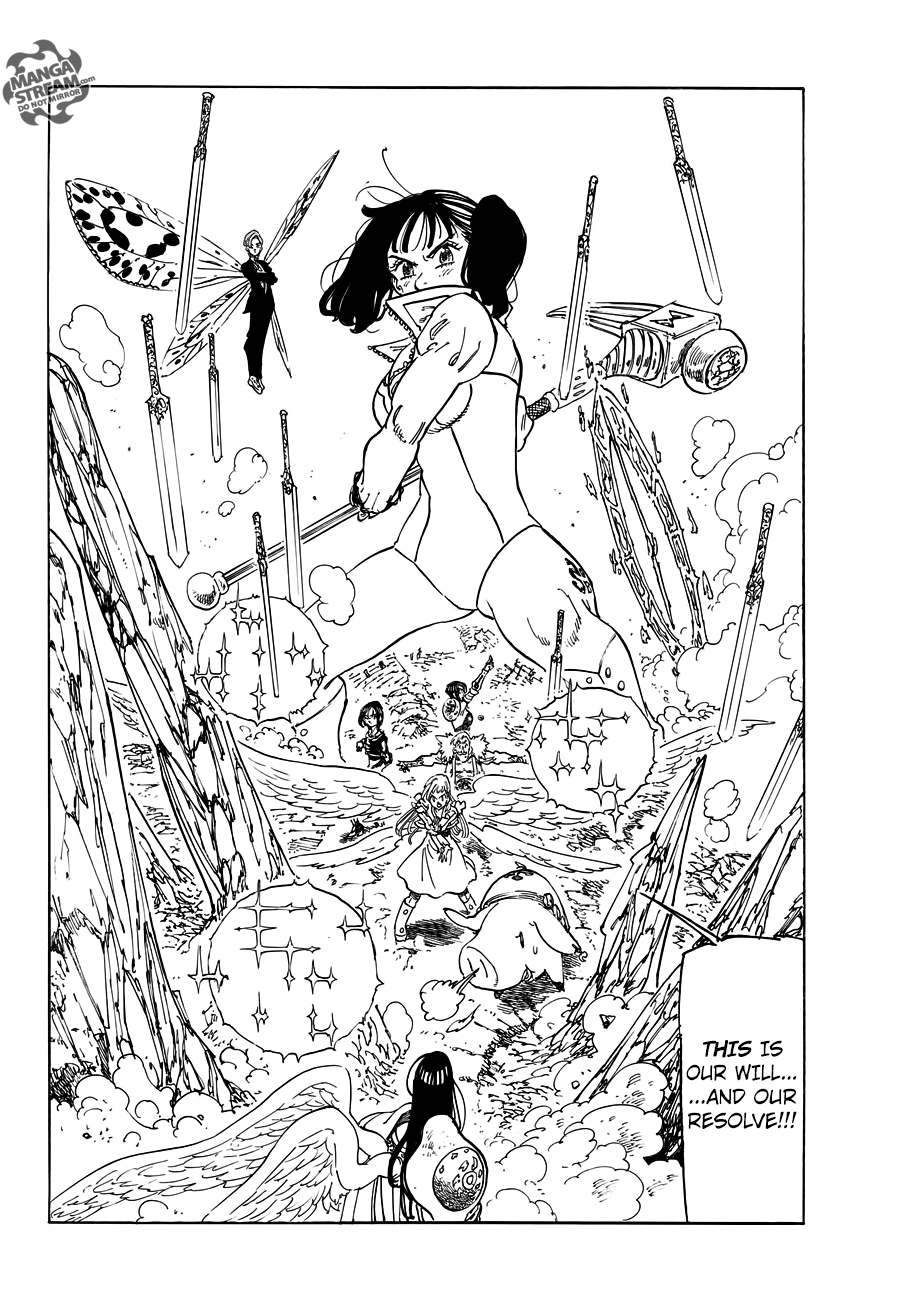 MANGA
STREAM.com
DO NOT MIRROR
THIS IS
OUR WILL...
...AND OUR
RESOLVE!!!